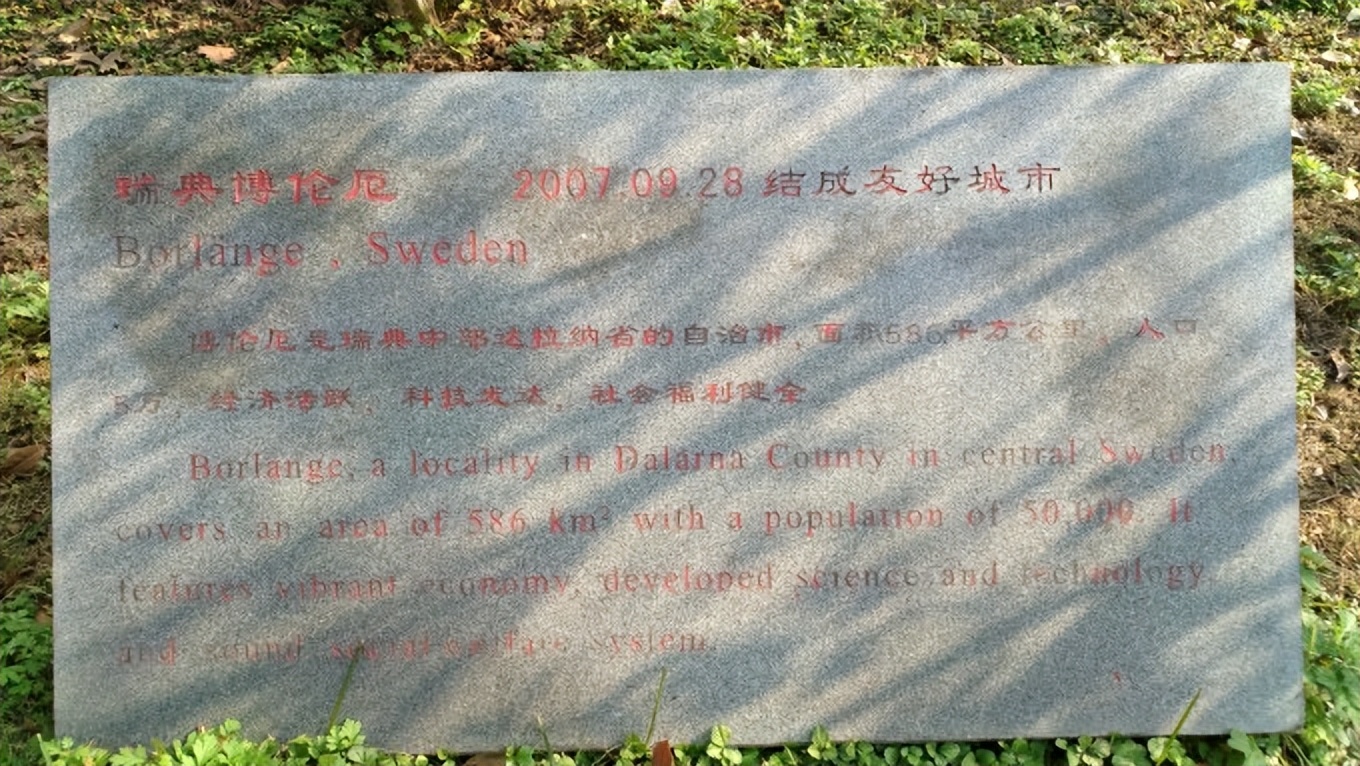 瑞典博伦厄 2007.09.28 结成友好城市
Borlange , Sweden
博伦厄是瑞典中部达拉纳省的自治市，面积586平方公里，人口
5万，经济活跃，科技发达，社会福利健全
Borlange, a locality in Dalarna County in central Sweden,
covers an area of 586 km² with a population of 50,000. It
features vibrant economy, developed science and technology,
and sound social welfare system.